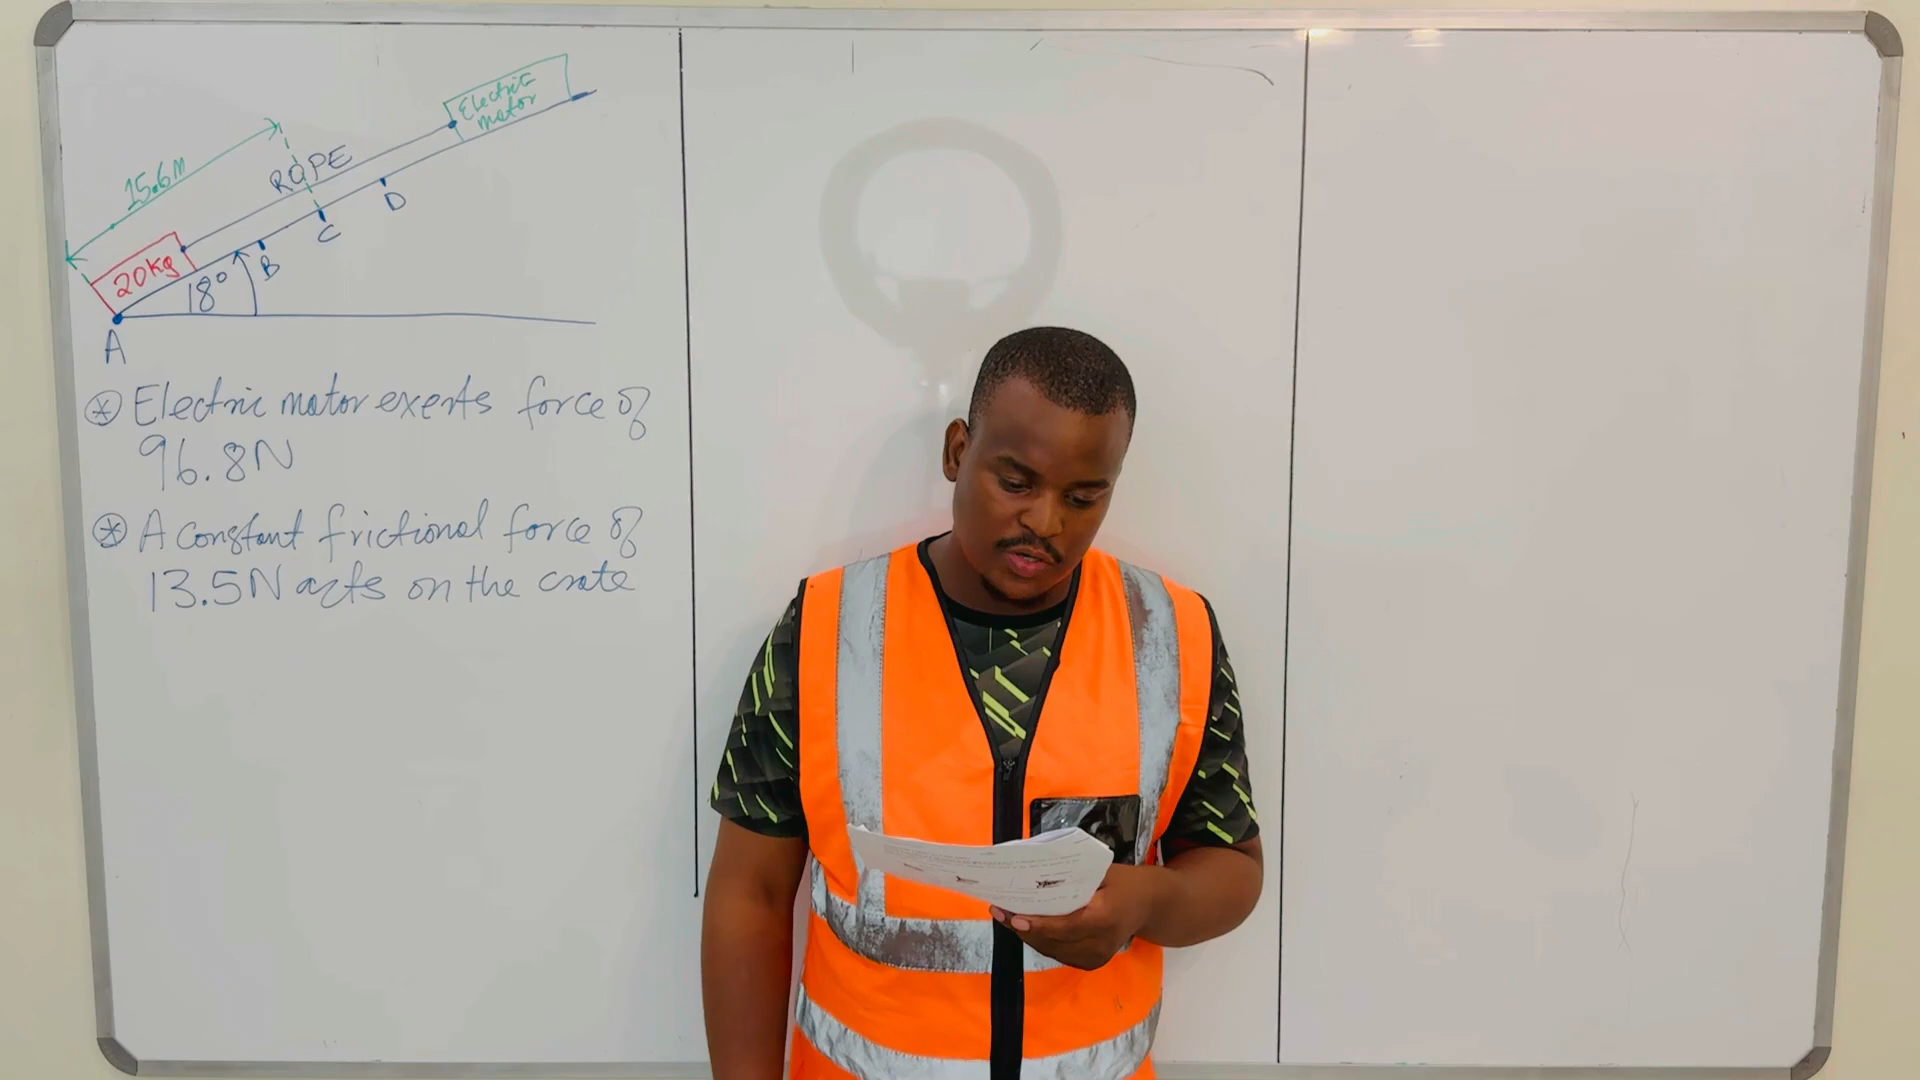 Electric
motor
15.6M
ROPE
D
C
20kg
18°
B
A
⊛ Electric motor exerts force of
96.8N
⊛ A constant frictional force of
13.5N acts on the crate